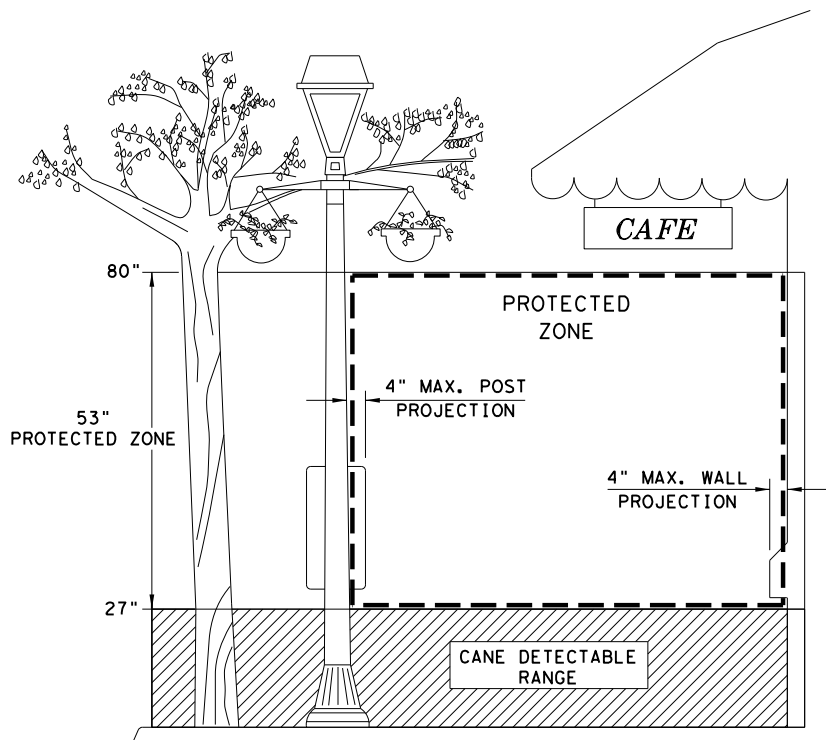 CAFE
80"
PROTECTED
ZONE
4" MAX. POST
PROJECTION
53"
PROTECTED ZONE
4" MAX. WALL
PROJECTION
27"
CANE DETECTABLE
RANGE